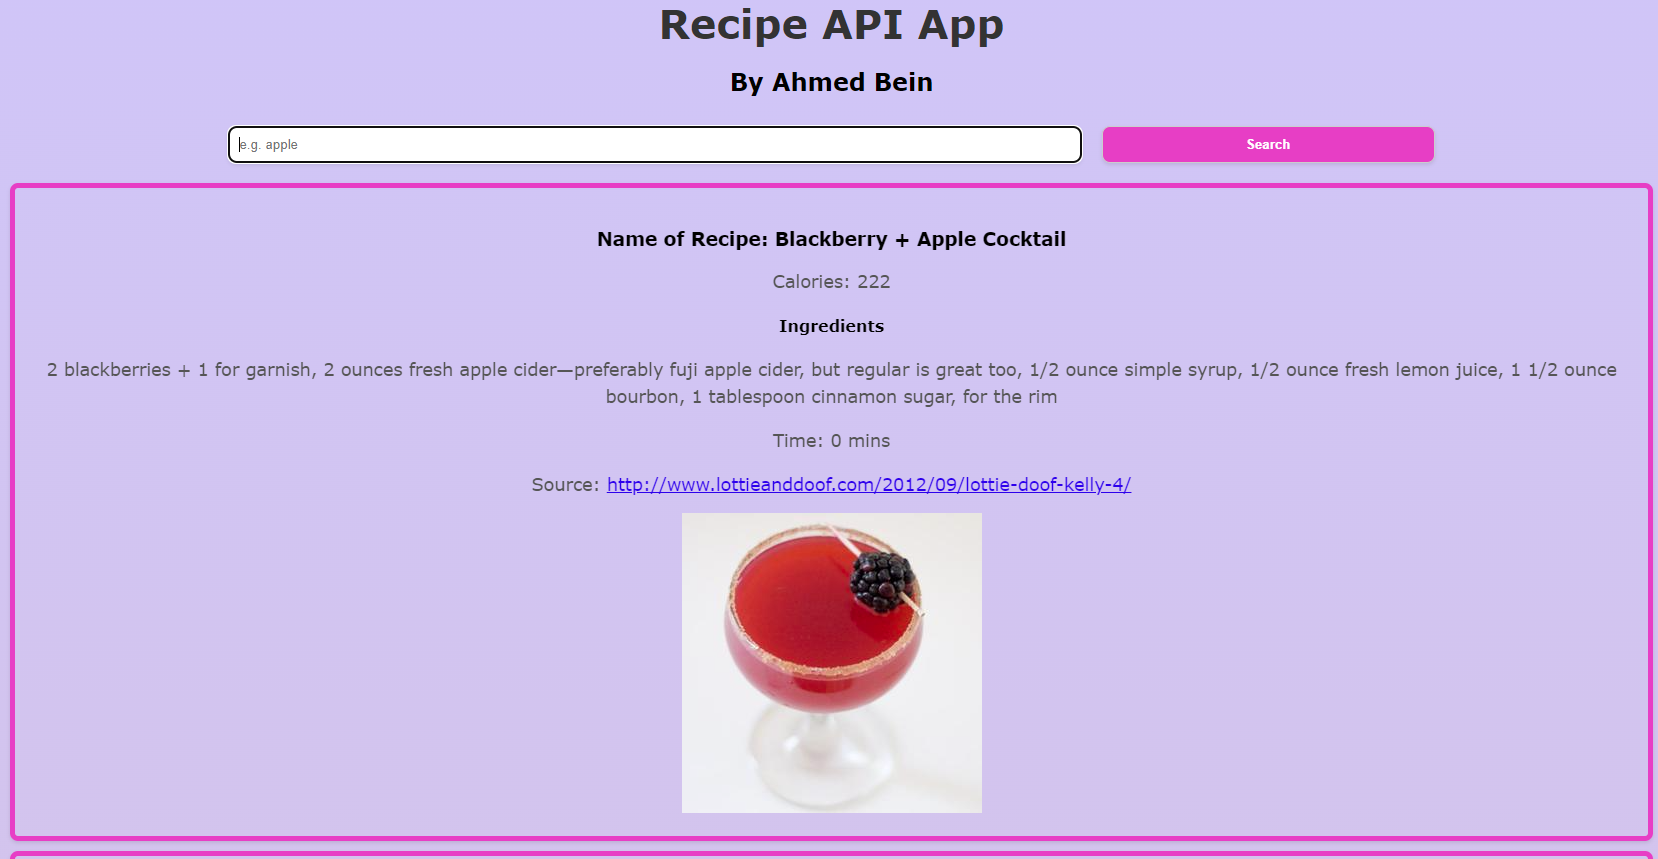 Recipe API App
By Ahmed Bein
e.g. apple
Search
Name of Recipe: Blackberry + Apple Cocktail
Calories: 222
Ingredients
2 blackberries + 1 for garnish, 2 ounces fresh apple cider—preferably fuji apple cider, but regular is great too, 1/2 ounce simple syrup, 1/2 ounce fresh lemon juice, 1 1/2 ounce
bourbon, 1 tablespoon cinnamon sugar, for the rim
Time: 0 mins
Source: http://www.lottieanddoof.com/2012/09/lottie-doof-kelly-4/